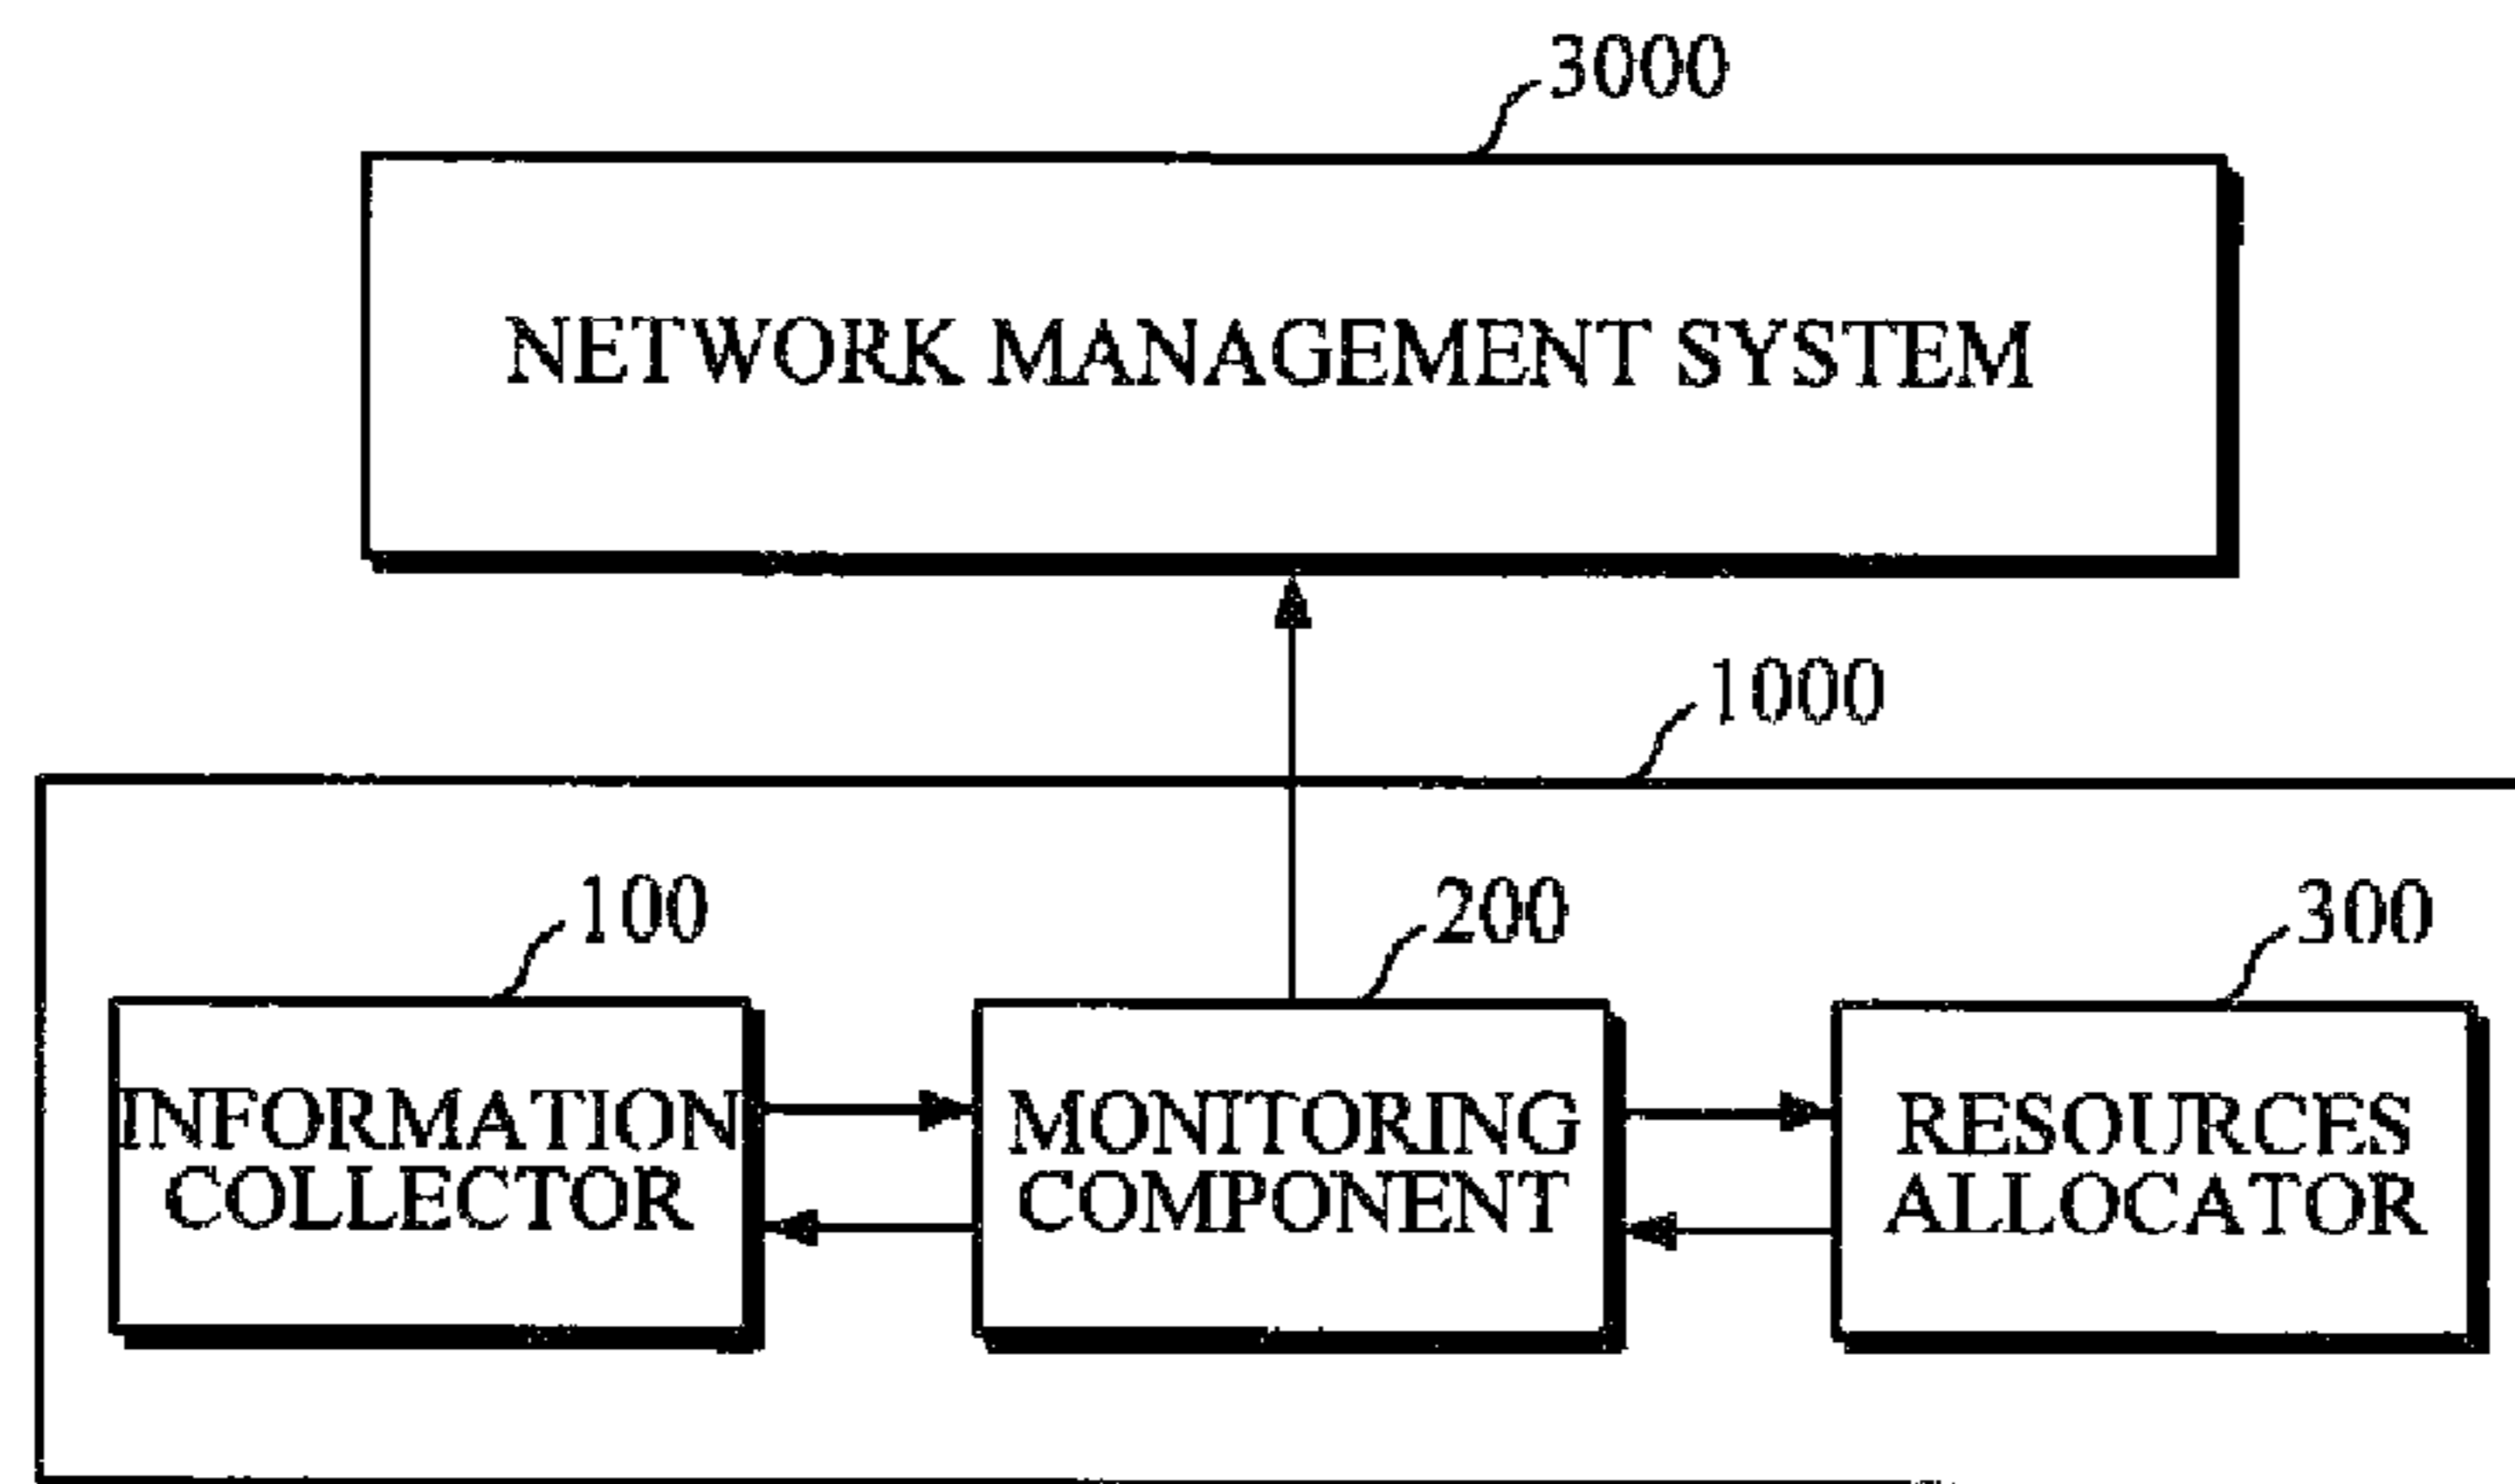 3000
NETWORK MANAGEMENT SYSTEM
1000
100
200
300
INFORMATION
COLLECTOR
MONITORING
COMPONENT
RESOURCES
ALLOCATOR